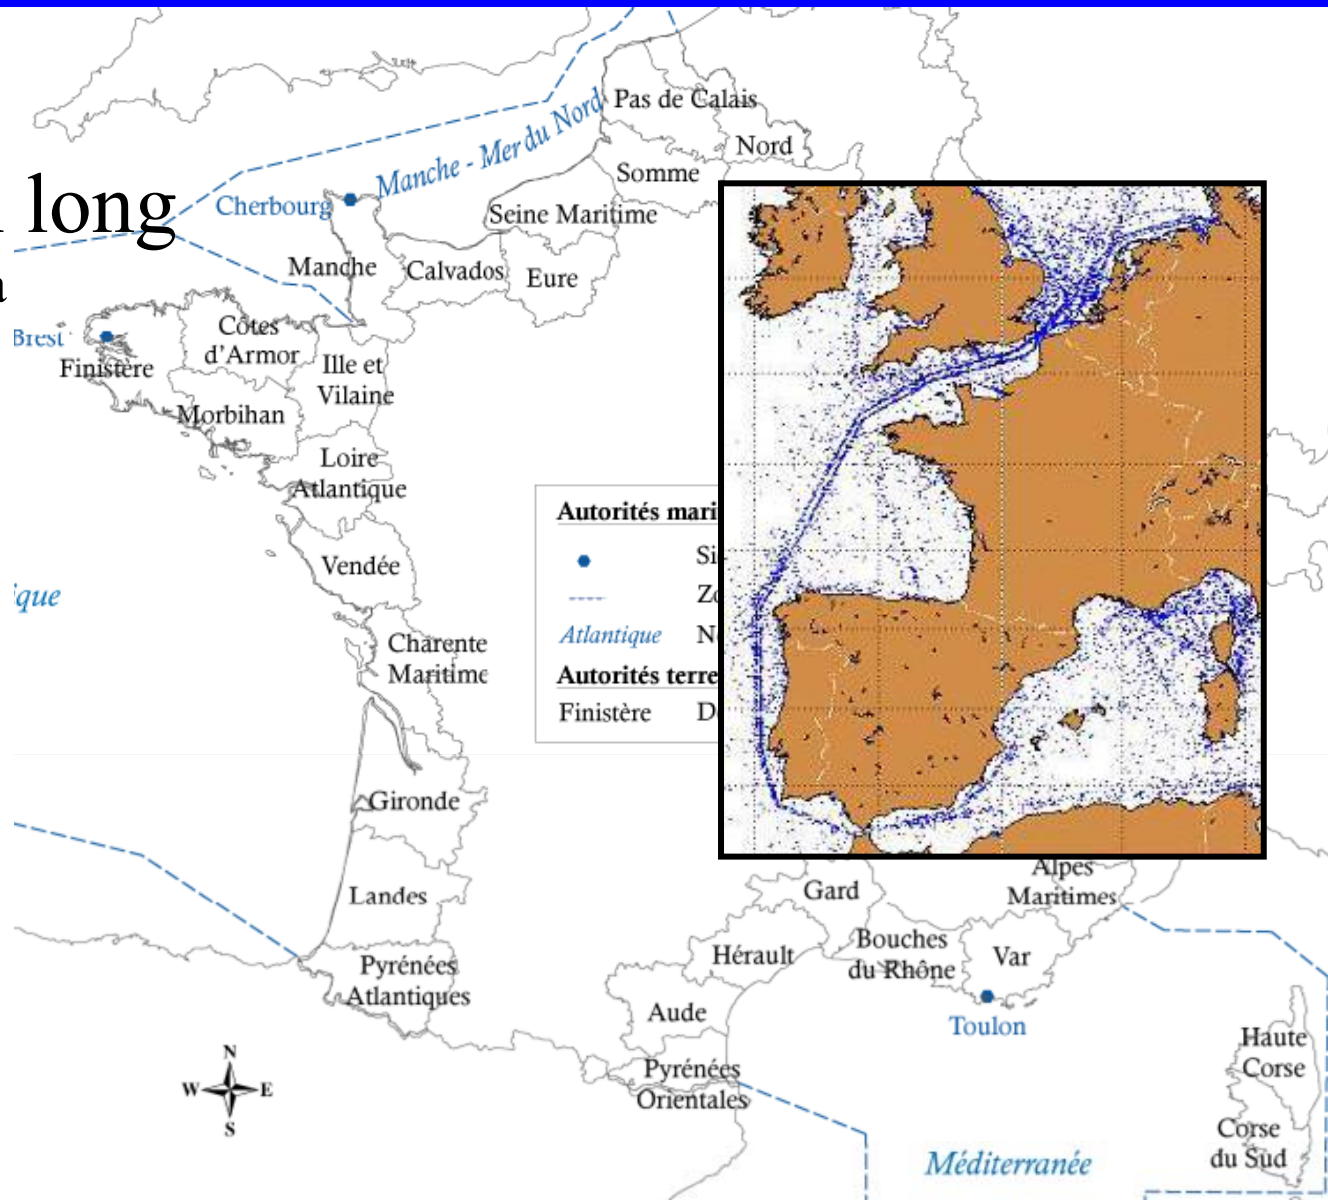 long
Pas de Calais
Nord
Somme
Manche - Mer du Nord
Cherbourg
Seine Maritime
Manche
Calvados
Eure
Brest
Finistère
Côtes
d'Armor
Ille et
Vilaine
Morbihan
Loire
Atlantique
Vendée
Charente
Maritime
Gironde
Landes
Pyrénées
Atlantiques
Autorités mari
Si
Zo
Atlantique
N
Autorités terre
Finistère
D
Gard
Alpes
Maritimes
Hérault
Bouches
du Rhône
Var
Aude
Toulon
Pyrénées
Orientales
Haute
Corse
Corse
du Sud
Méditerranée
N
W
E
S